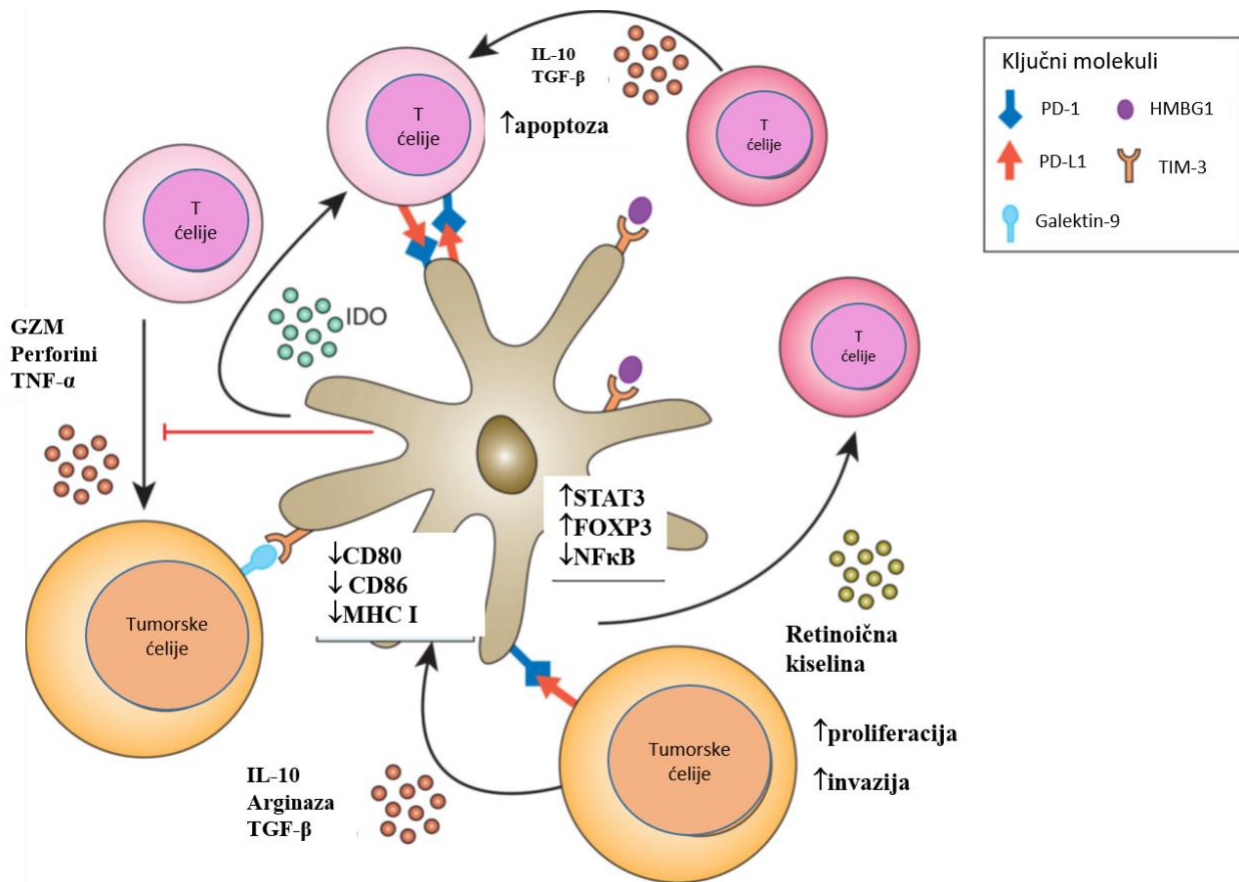 IL-10
TGF-β
T
ćelije
↑apoptoza
T
ćelije
Ključni molekuli
PD-1
HMBG1
PD-L1
TIM-3
Galektin-9
T
ćelije
IDO
GZM
Perforini
TNF-α
T
ćelije
↑STAT3
↑FOXP3
↓NFκB
↓CD80
↓ CD86
↓MHC I
Tumorske
ćelije
Retinoična
kiselina
Tumorske
ćelije
↑proliferacija
↑invazija
IL-10
Arginaza
TGF-β